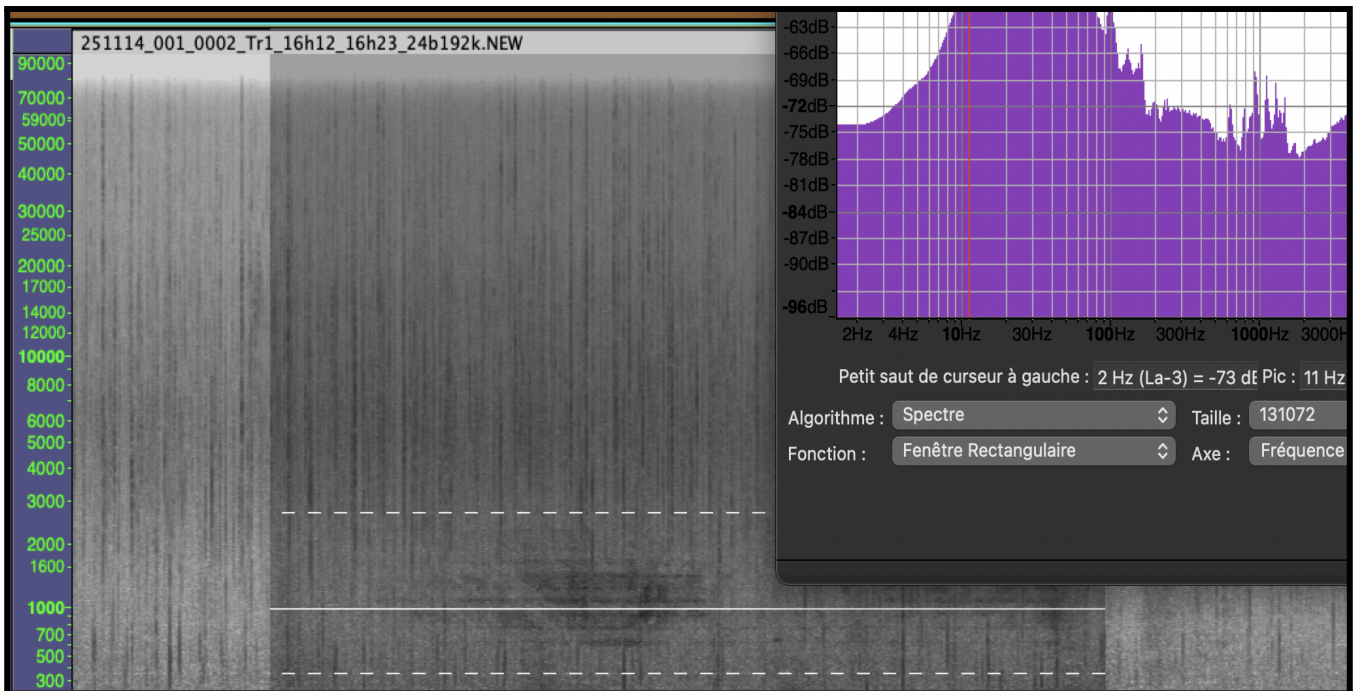 251114_001_0002_Tr1_16h12_16h23_24b192k.NEW
90000
70000
59000
50000
40000
30000
25000
20000
17000
14000
12000
10000
8000
6000
5000
4000
3000
2000
1600
1000
700
500
300
-63dB
-66dB
-69dB
-72dB
-75dB
-78dB
-81dB
-84dB
-87dB
-90dB
-96dB
2Hz 4Hz 10Hz 30Hz 100Hz 300Hz 1000Hz 3000H
Petit saut de curseur à gauche : 2 Hz (La-3) = -73 dE Pic : 11 Hz
Algorithme : Spectre Taille : 131072
Fonction : Fenêtre Rectangulaire Axe : Fréquence